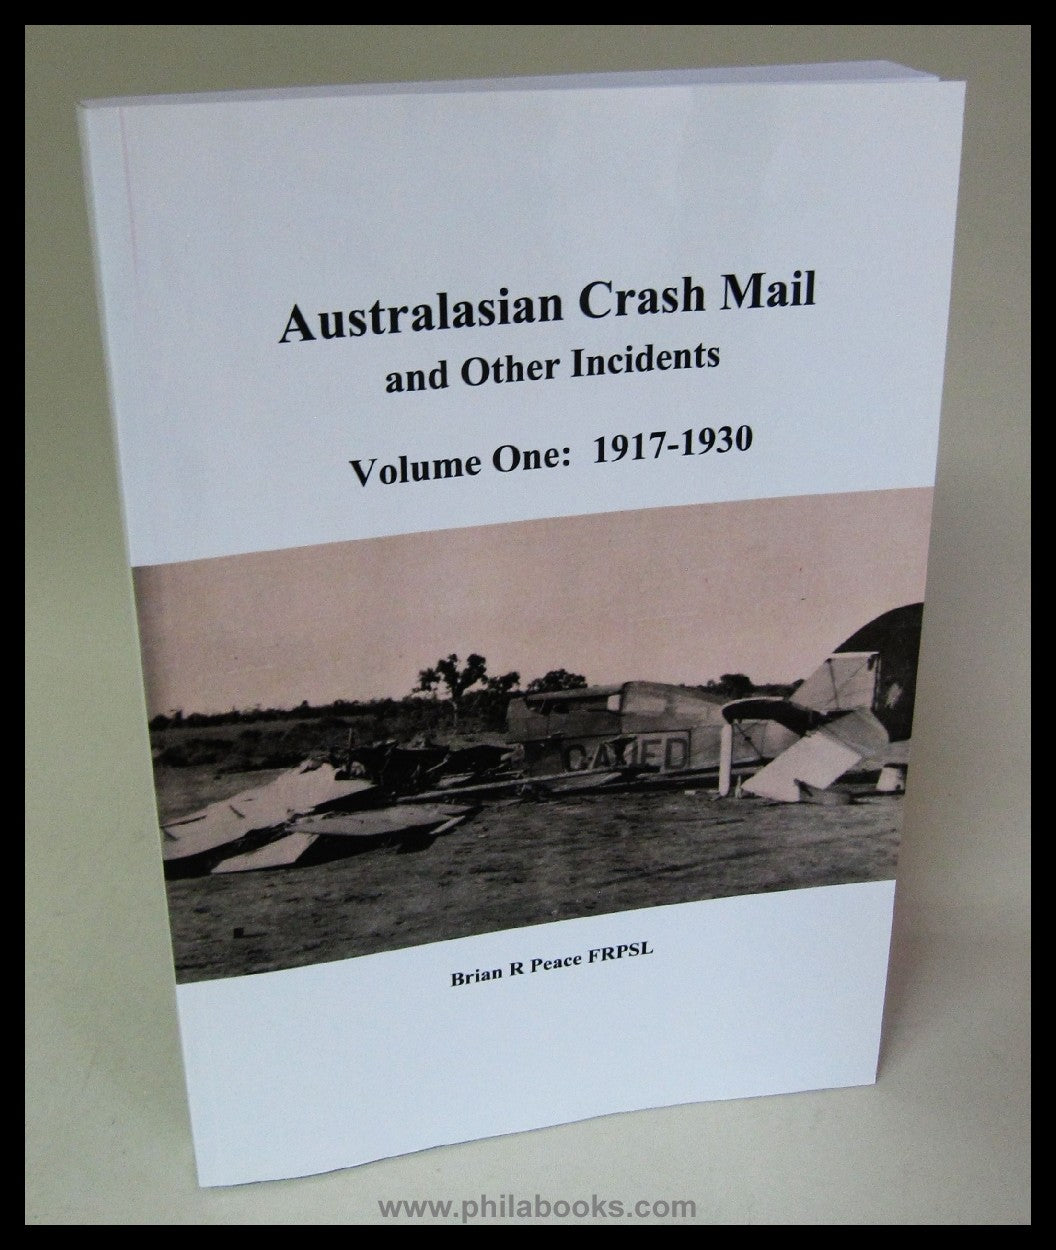 Australasian Crash Mail
and Other Incidents
Volume One: 1917-1930
Brian R Peace FRPSL
www.philabooks.com